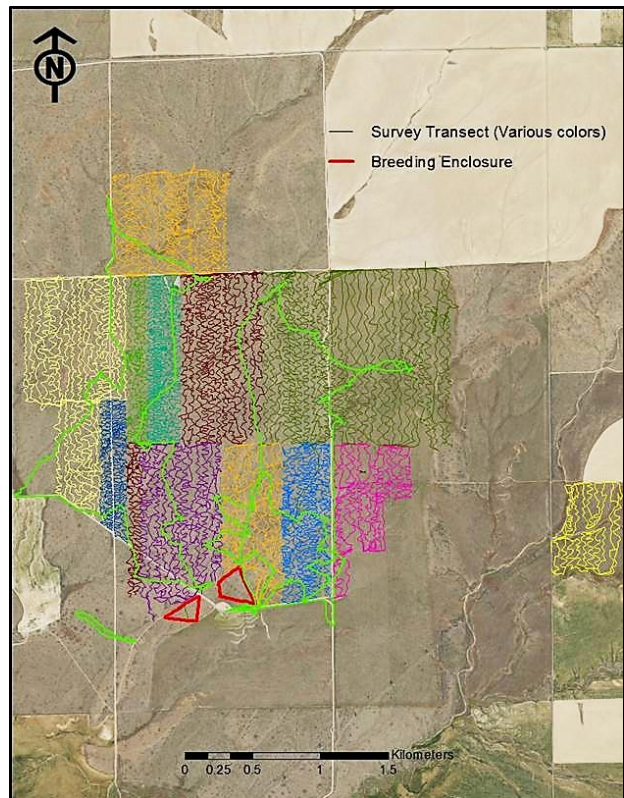 N
Survey Transect (Various colors)
Breeding Enclosure
Kilometers
0 0.25 0.5 1 1.5